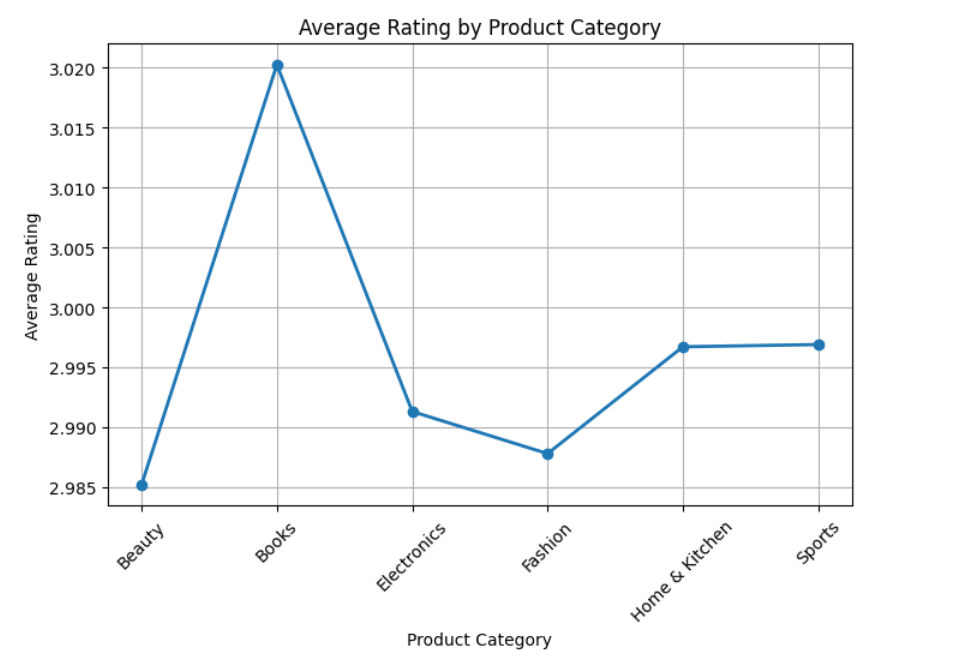 Average Rating by Product Category
Average Rating
3.020
3.015
3.010
3.005
3.000
2.995
2.990
2.985
Beauty
Books
Electronics
Fashion
Home & Kitchen
Sports
Product Category